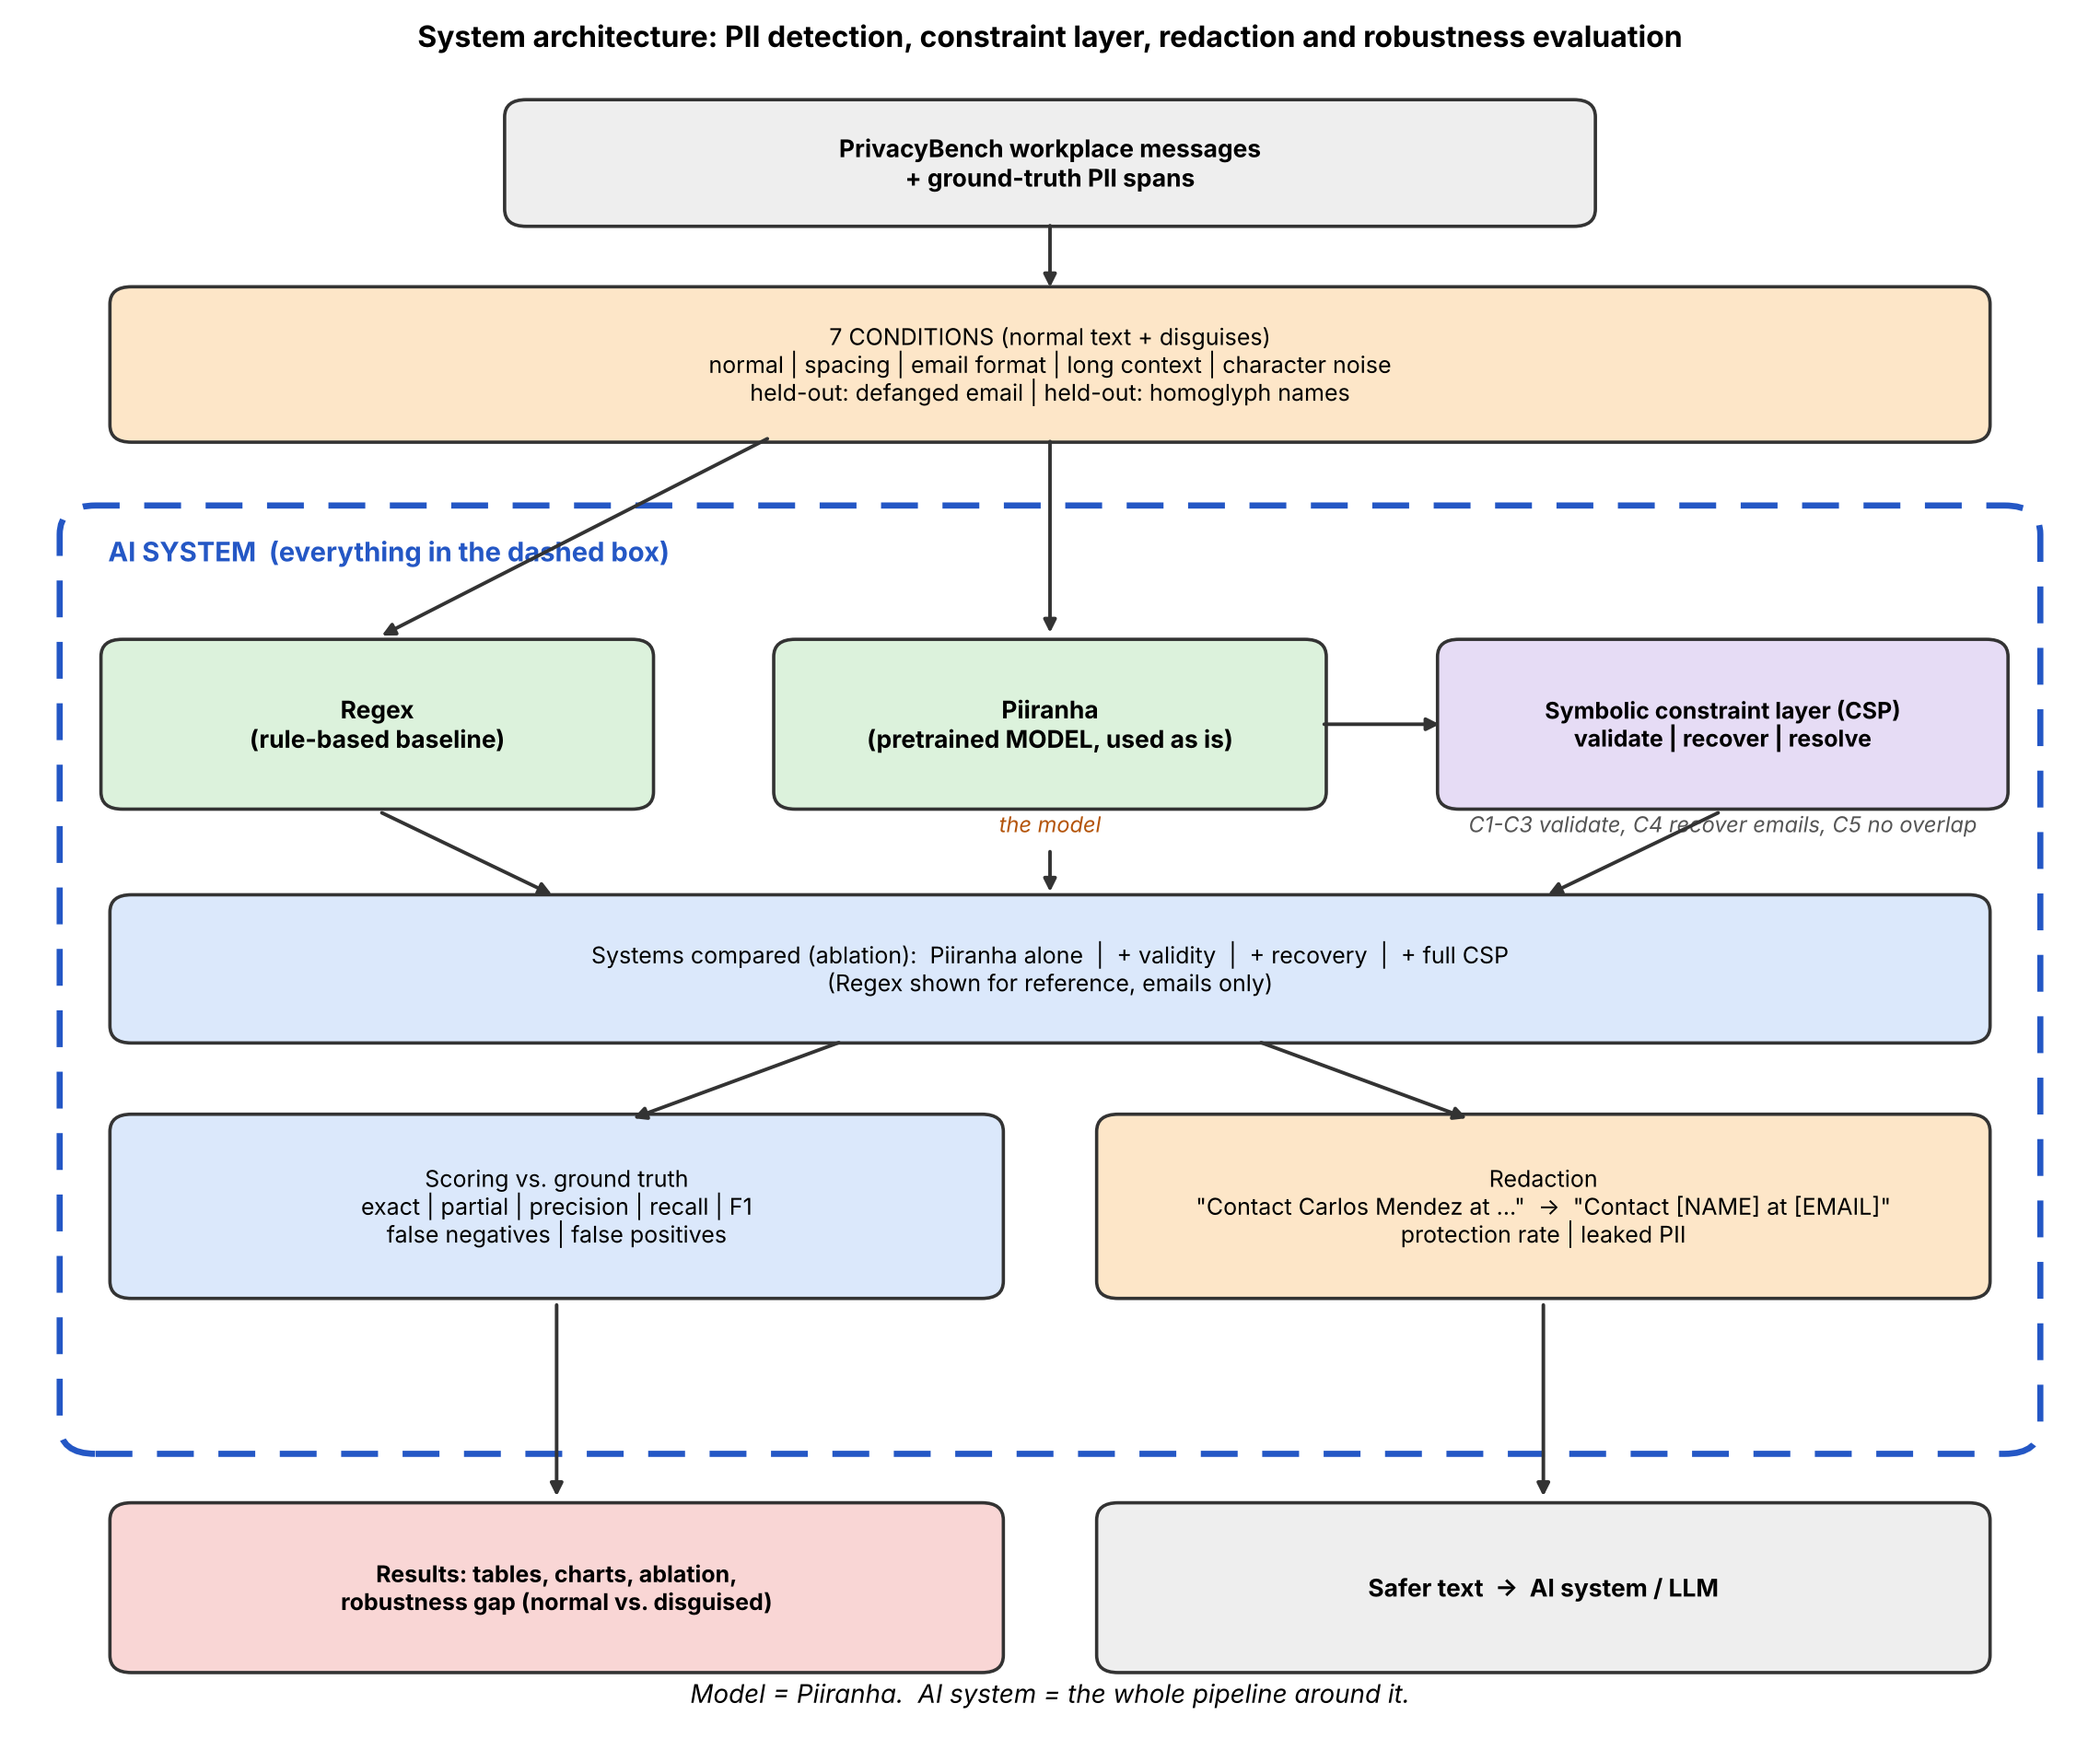 System architecture: PII detection, constraint layer, redaction and robustness evaluation
PrivacyBench workplace messages
+ ground-truth PII spans
7 CONDITIONS (normal text + disguises)
normal | spacing | email format | long context | character noise
held-out: defanged email | held-out: homoglyph names
AI SYSTEM (everything in the dashed box)
Regex
(rule-based baseline)
Piiranha
(pretrained MODEL, used as is)
Symbolic constraint layer (CSP)
validate | recover | resolve
the model
C1-C3 validate, C4 recover emails, C5 no overlap
Systems compared (ablation): Piiranha alone | + validity | + recovery | + full CSP
(Regex shown for reference, emails only)
Scoring vs. ground truth
exact | partial | precision | recall | F1
false negatives | false positives
Redaction
"Contact Carlos Mendez at ..." → "Contact [NAME] at [EMAIL]"
protection rate | leaked PII
Results: tables, charts, ablation,
robustness gap (normal vs. disguised)
Safer text → AI system / LLM
Model = Piiranha. AI system = the whole pipeline around it.